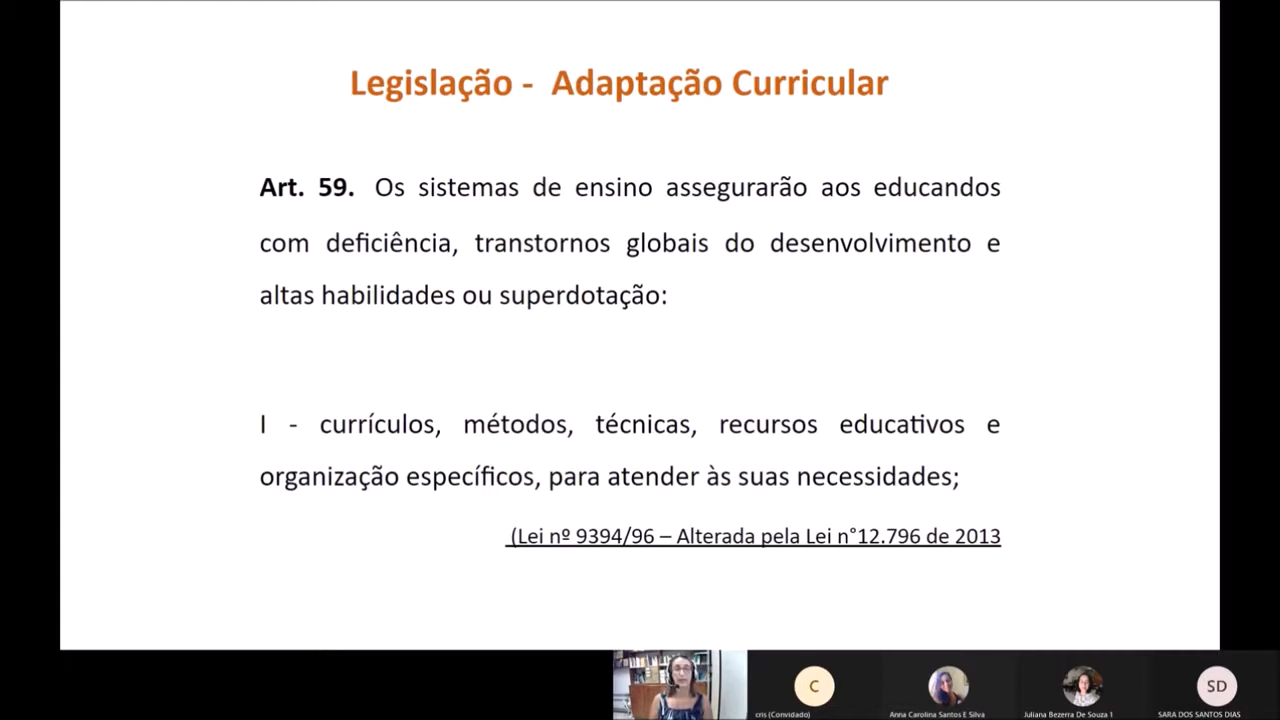 Legislação - Adaptação Curricular
Art. 59. Os sistemas de ensino assegurarão aos educandos
com deficiência, transtornos globais do desenvolvimento e
altas habilidades ou superdotação:
I - currículos, métodos, técnicas, recursos educativos e
organização específicos, para atender às suas necessidades;
(Lei nº 9394/96 – Alterada pela Lei n°12.796 de 2013
C
SD
cris (Convidado)
Anna Carolina Santos E Silva
Juliana Bezerra De Souza 1
SARA DOS SANTOS DIAS